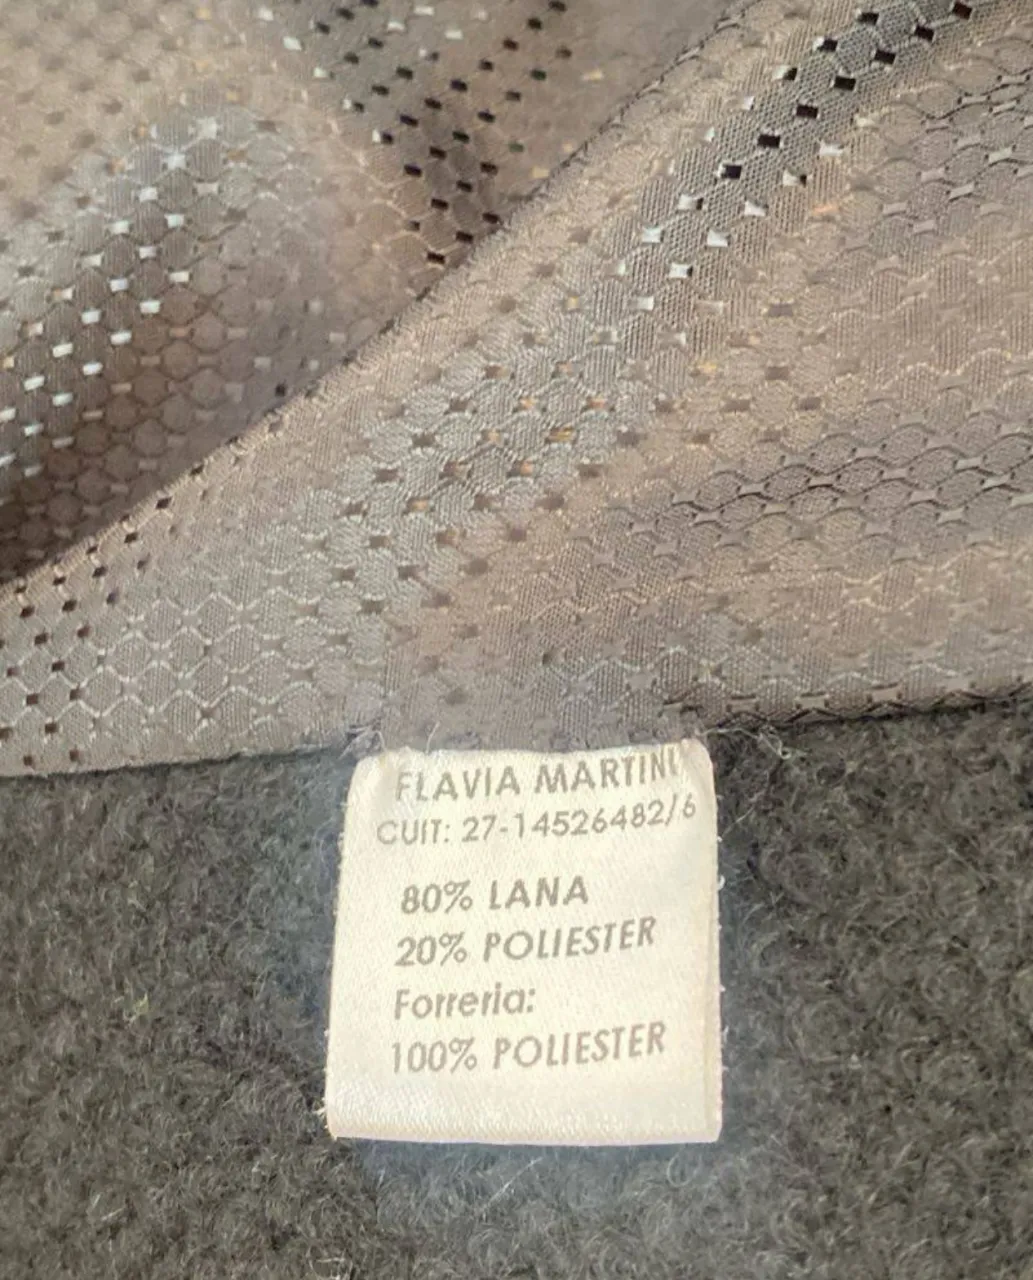 FLAVIA MARTINI
CUIT: 27-14526482/6
80% LANA
20% POLIESTER
Forreria:
100% POLIESTER